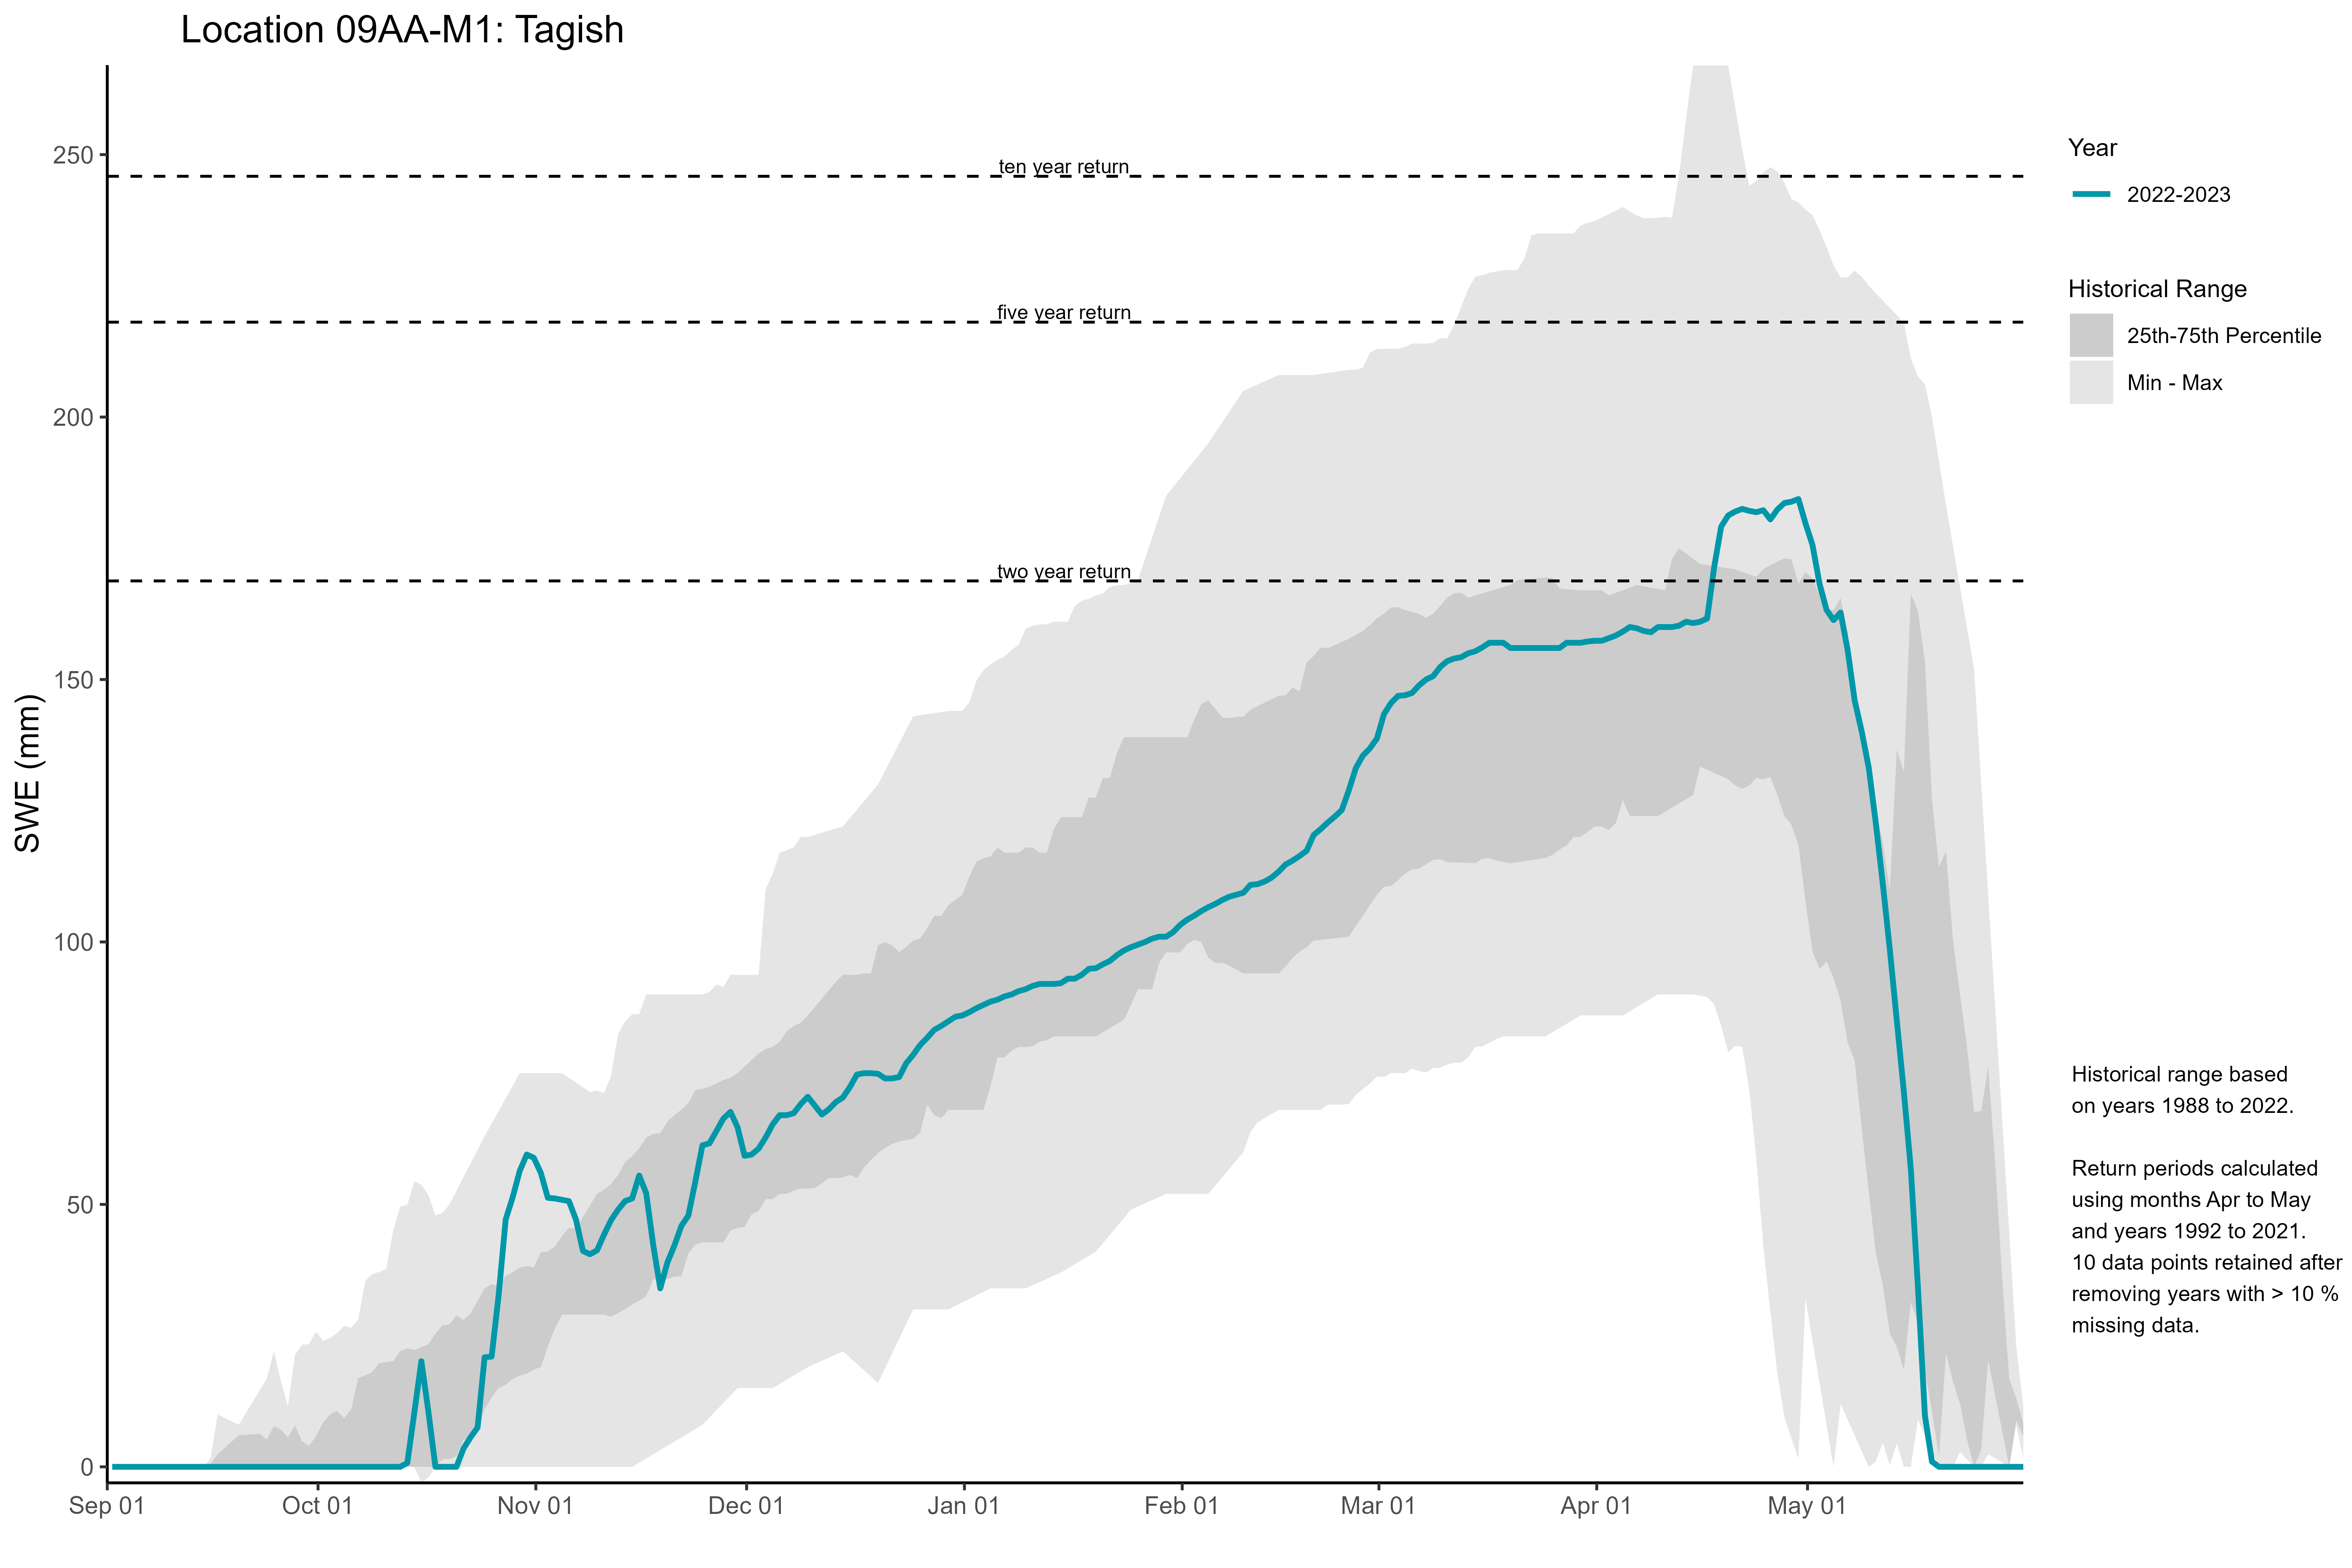 Location 09AA-M1: Tagish
SWE (mm)
250
200
150
100
50
0
ten year return
five year return
two year return
Sep 01
Oct 01
Nov 01
Dec 01
Jan 01
Feb 01
Mar 01
Apr 01
May 01
Year
2022-2023
Historical Range
25th-75th Percentile
Min - Max
Historical range based
on years 1988 to 2022.
Return periods calculated
using months Apr to May
and years 1992 to 2021.
10 data points retained after
removing years with > 10 %
missing data.